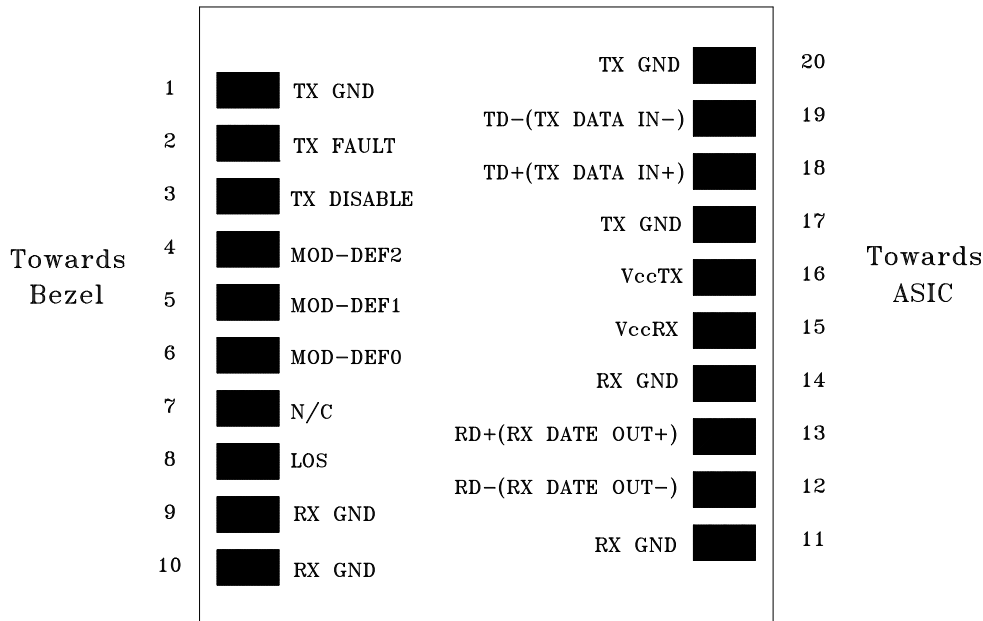 20
TX GND
1
TX GND
19
TD-(TX DATA IN-)
2
TX FAULT
18
TD+(TX DATA IN+)
3
TX DISABLE
17
TX GND
4
MOD-DEF2
Towards
Bezel
Towards
ASIC
16
VccTX
5
MOD-DEF1
15
VccRX
6
MOD-DEF0
14
RX GND
7
N/C
13
RD+(RX DATE OUT+)
8
LOS
12
RD-(RX DATE OUT-)
9
RX GND
11
RX GND
10
RX GND